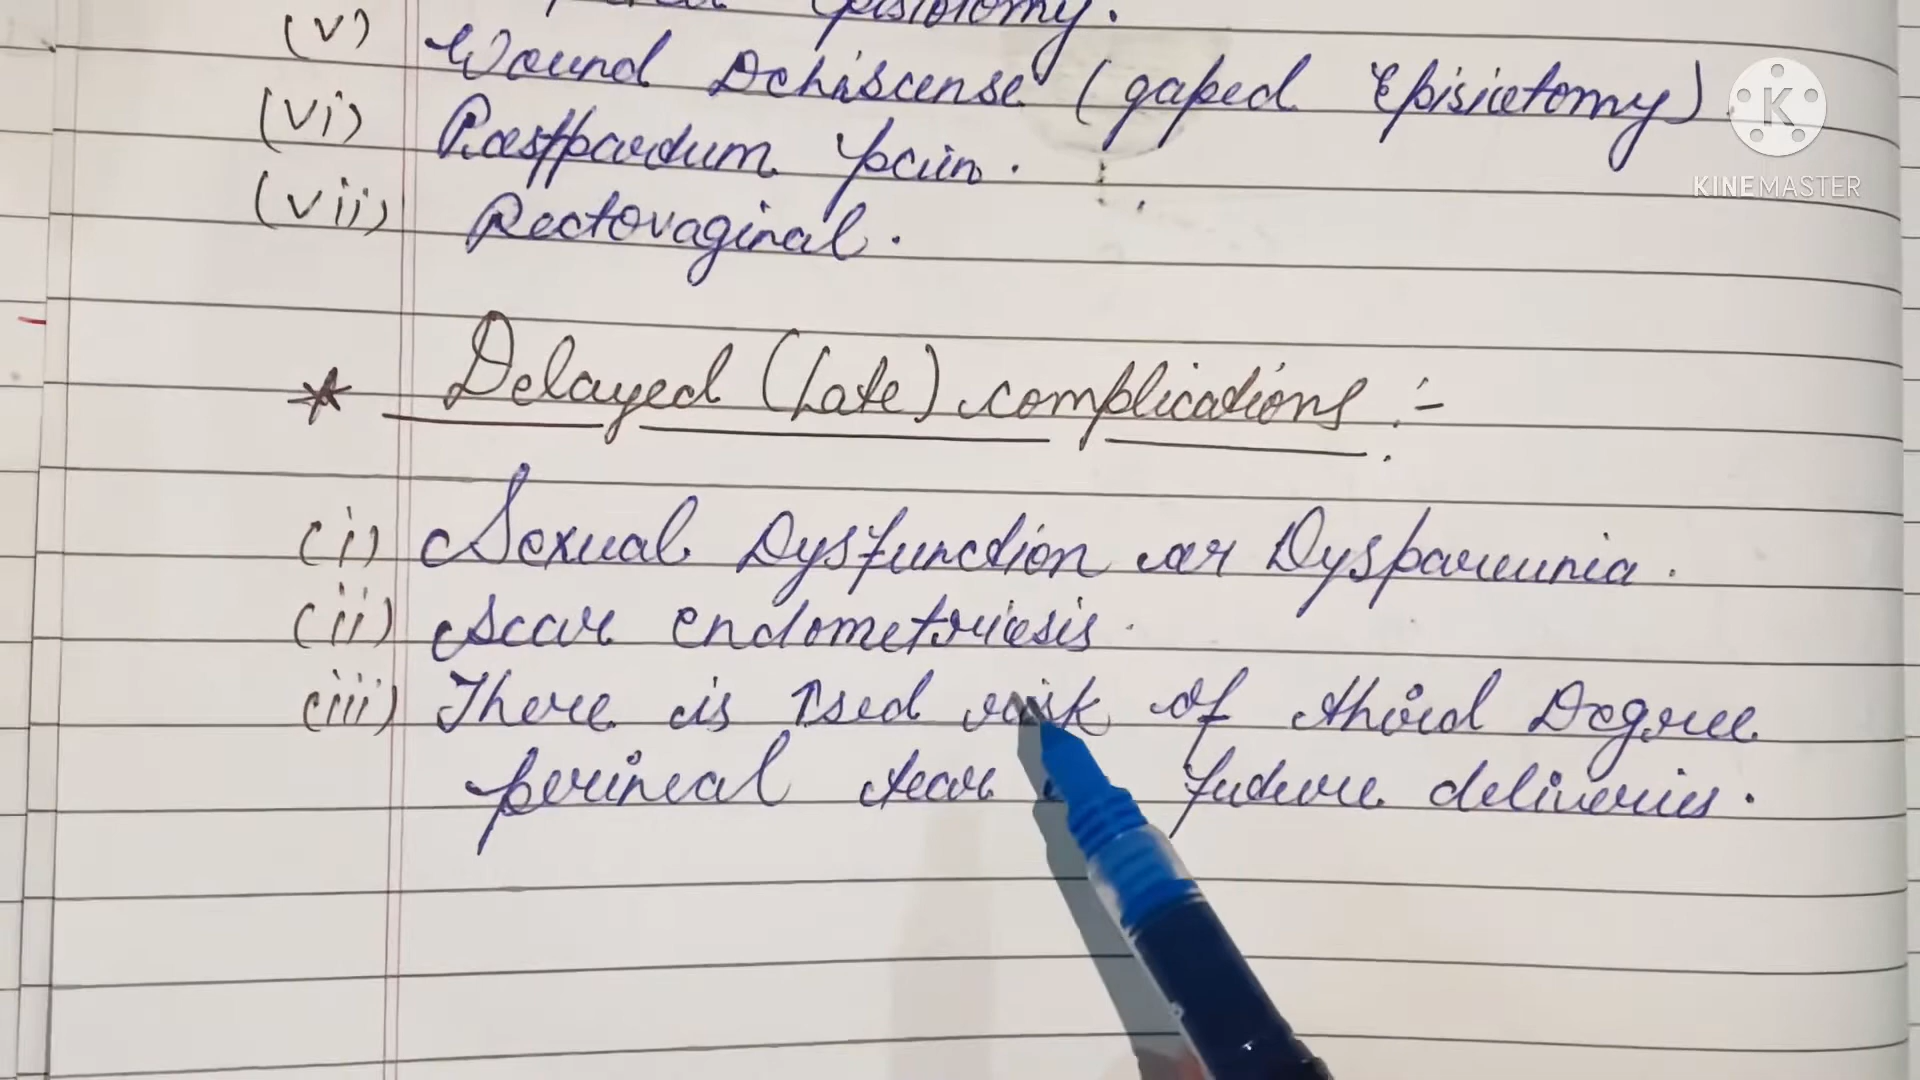 Episiotomy.
(v) Wound Dehiscense (gaped Episiotomy)
(vi) Postpartum pain.
(vii) Rectovaginal.
* Delayed (Late) complications :-
(i) Sexual Dysfunction or Dyspareunia.
(ii) Scar endometriosis.
(iii) There is ↑sed risk of third Degree
perineal tear future deliveries.
K
KINEMASTER